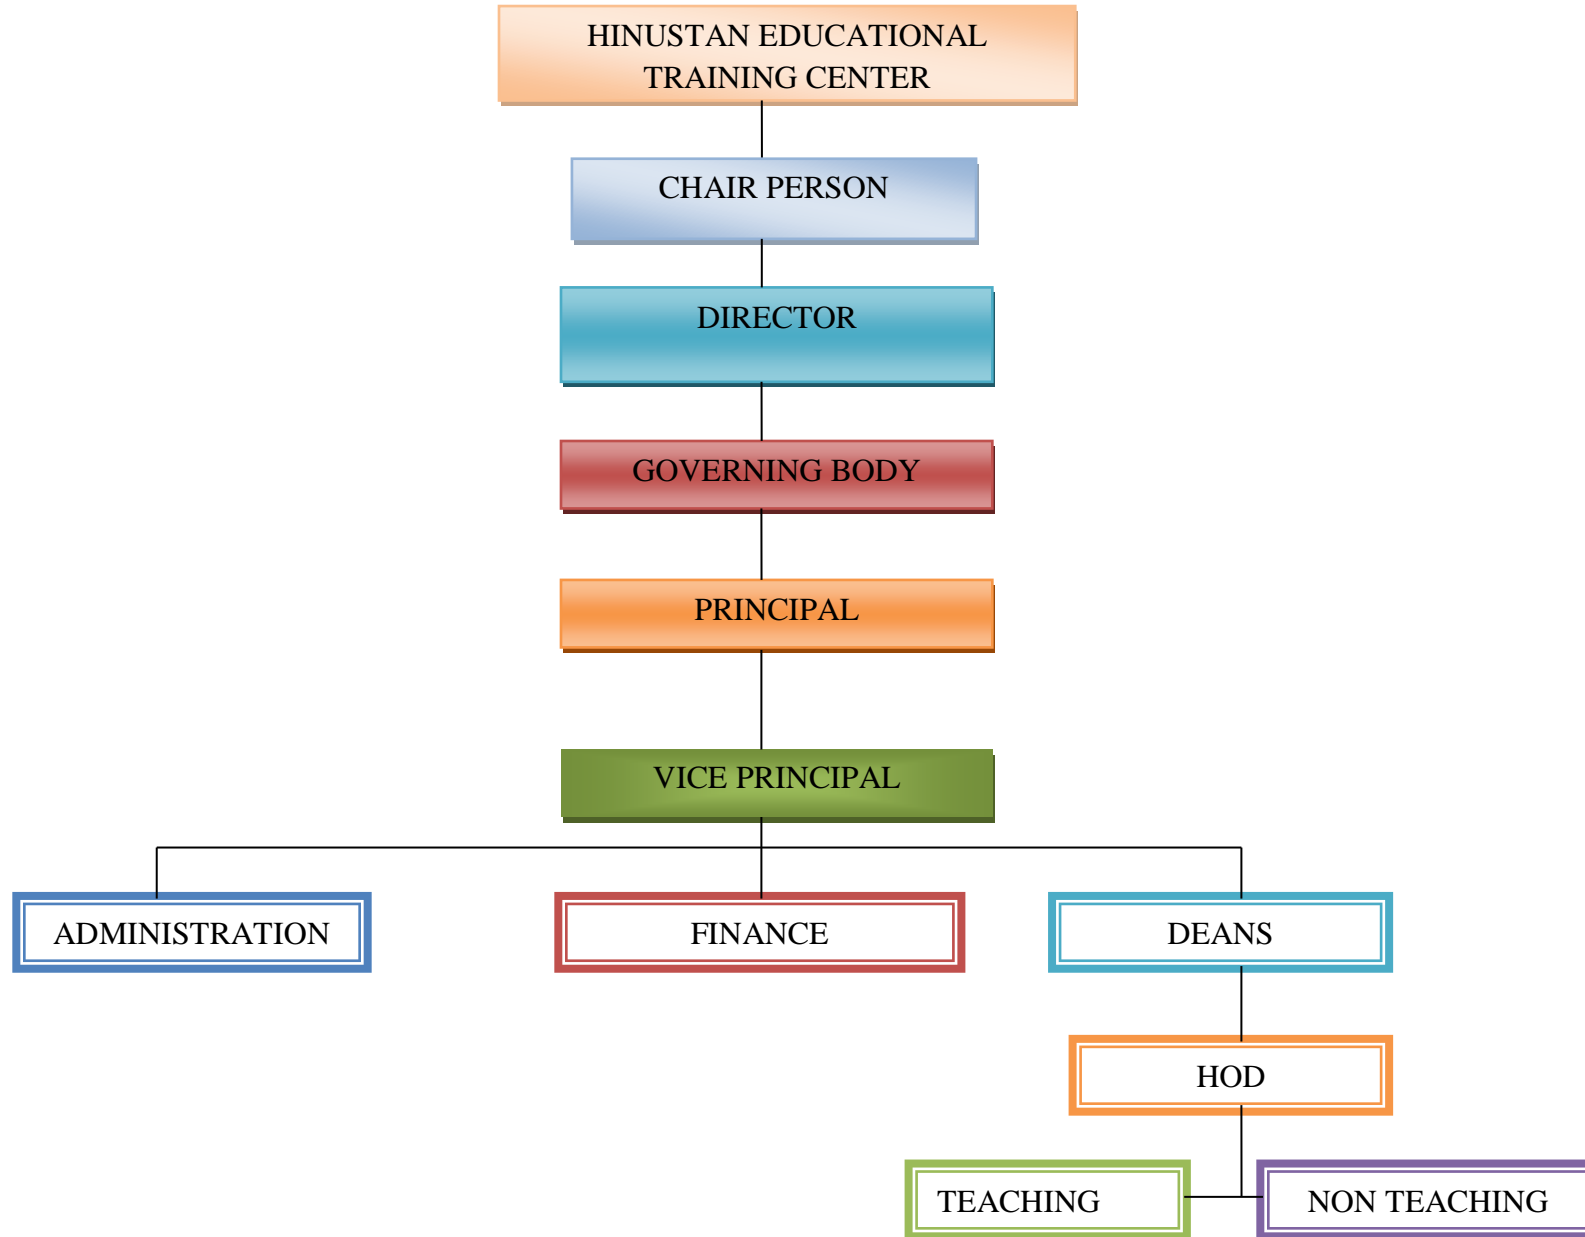 HINUSTAN EDUCATIONAL
TRAINING CENTER
CHAIR PERSON
DIRECTOR
GOVERNING BODY
PRINCIPAL
VICE PRINCIPAL
ADMINISTRATION
FINANCE
DEANS
HOD
TEACHING
NON TEACHING